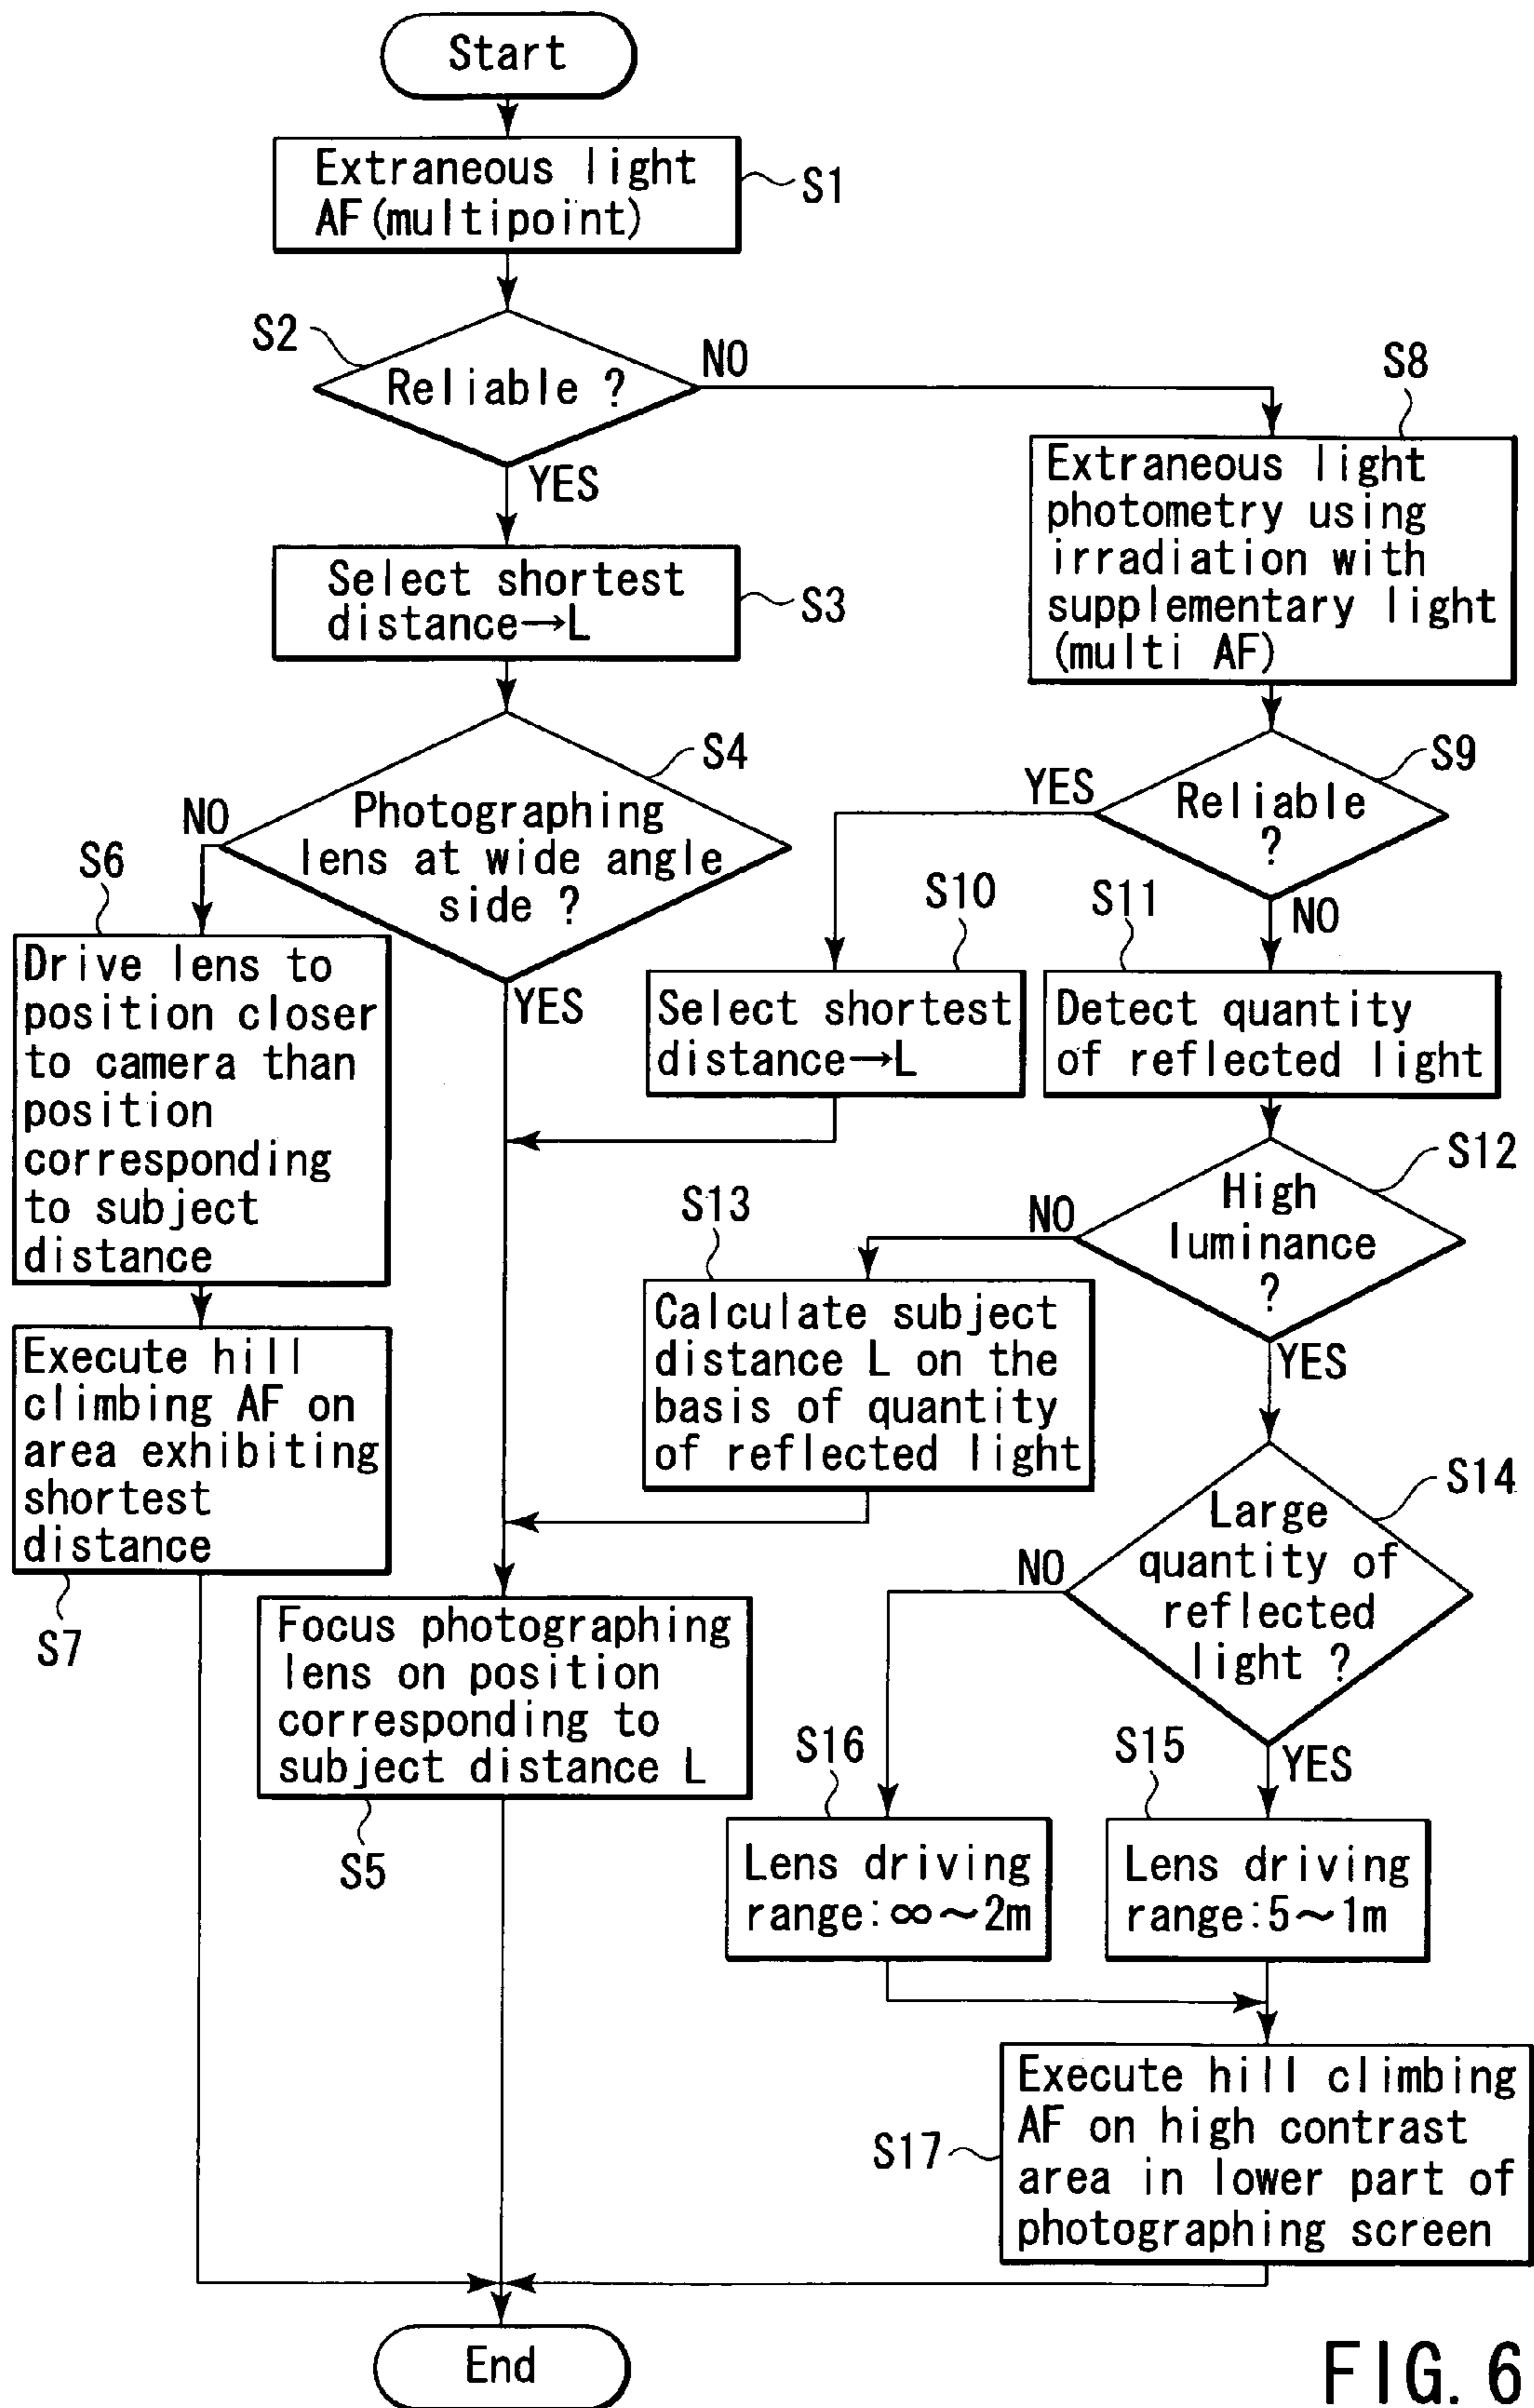 Start
Extraneous light
AF(multipoint)
S1
S2
Reliable ?
NO
YES
S8
Extraneous light
photometry using
irradiation with
supplementary light
(multi AF)
Select shortest
distance→L
S3
S4
Photographing
lens at wide angle
side ?
NO
YES
S9
Reliable
?
YES
NO
S6
Drive lens to
position closer
to camera than
position
corresponding
to subject
distance
S10
Select shortest
distance→L
S11
Detect quantity
of reflected light
S12
High
luminance
?
NO
YES
S13
Calculate subject
distance L on the
basis of quantity
of reflected light
Execute hill
climbing AF on
area exhibiting
shortest
distance
S7
S14
Large
quantity of
reflected
light ?
NO
YES
Focus photographing
lens on position
corresponding to
subject distance L
S5
S16
Lens driving
range:∞~2m
S15
Lens driving
range:5~1m
S17
Execute hill climbing
AF on high contrast
area in lower part of
photographing screen
End
FIG. 6